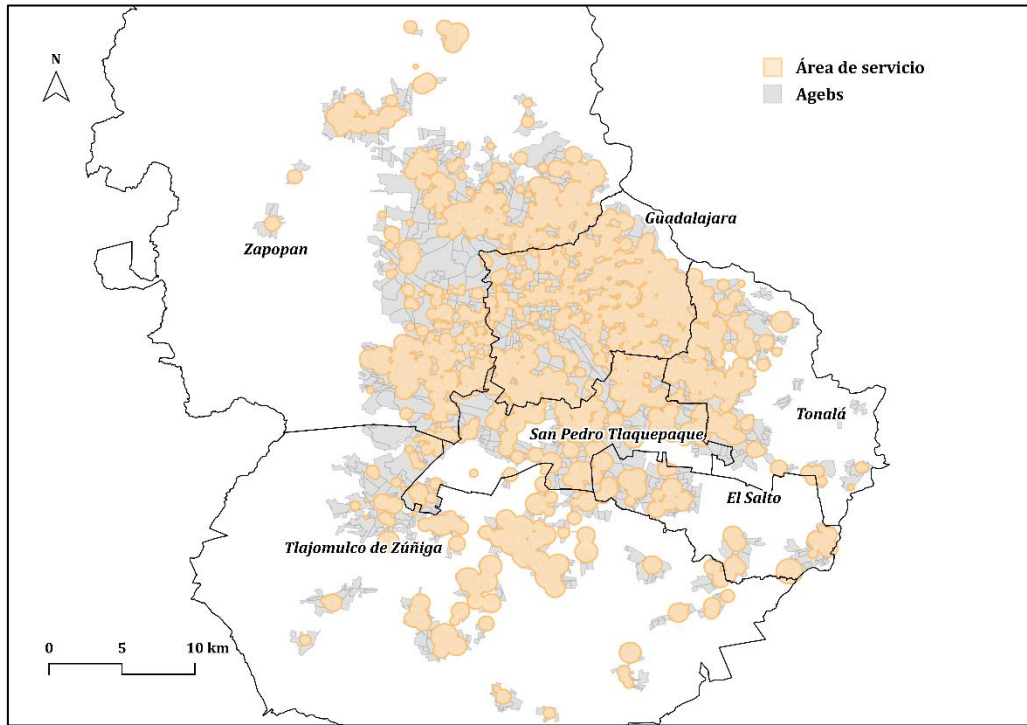 N
Área de servicio
Agebs
Guadalajara
Zapopan
Tonalá
San Pedro Tlaquepaque
El Salto
Tlajomulco de Zúñiga
0 5 10 km